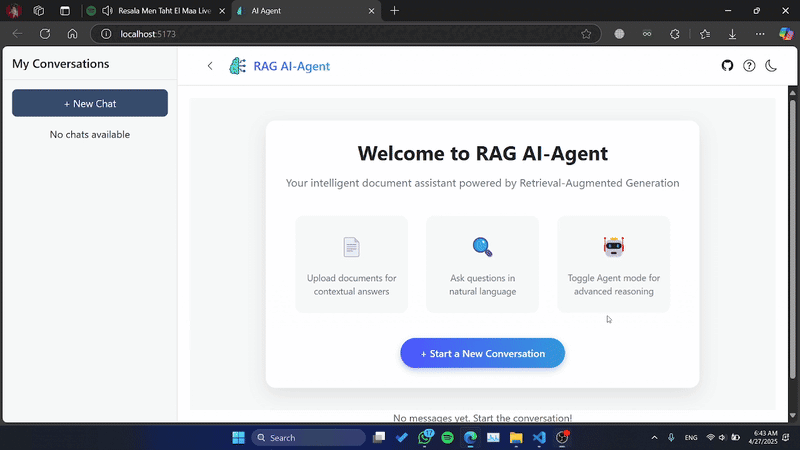 Resala Men Taht El Maa Live
AI Agent
localhost:5173
My Conversations
RAG AI-Agent
+ New Chat
No chats available
Welcome to RAG AI-Agent
Your intelligent document assistant powered by Retrieval-Augmented Generation
Upload documents for
contextual answers
Ask questions in
natural language
Toggle Agent mode for
advanced reasoning
+ Start a New Conversation
No messages yet. Start the conversation!
Search
17
ENG
6:43 AM
4/27/2025